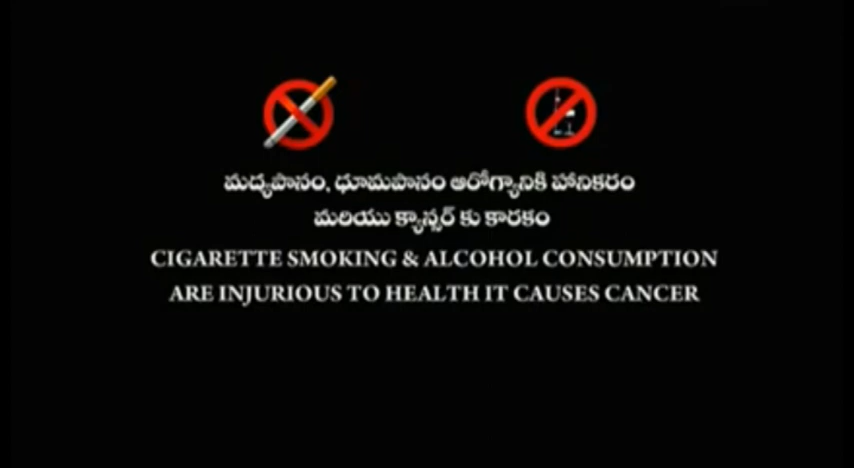 మద్యపానం, ధూమపానం ఆరోగ్యానికి హానికరం
మరియు క్యాన్సర్ కు కారకం
CIGARETTE SMOKING & ALCOHOL CONSUMPTION
ARE INJURIOUS TO HEALTH IT CAUSES CANCER